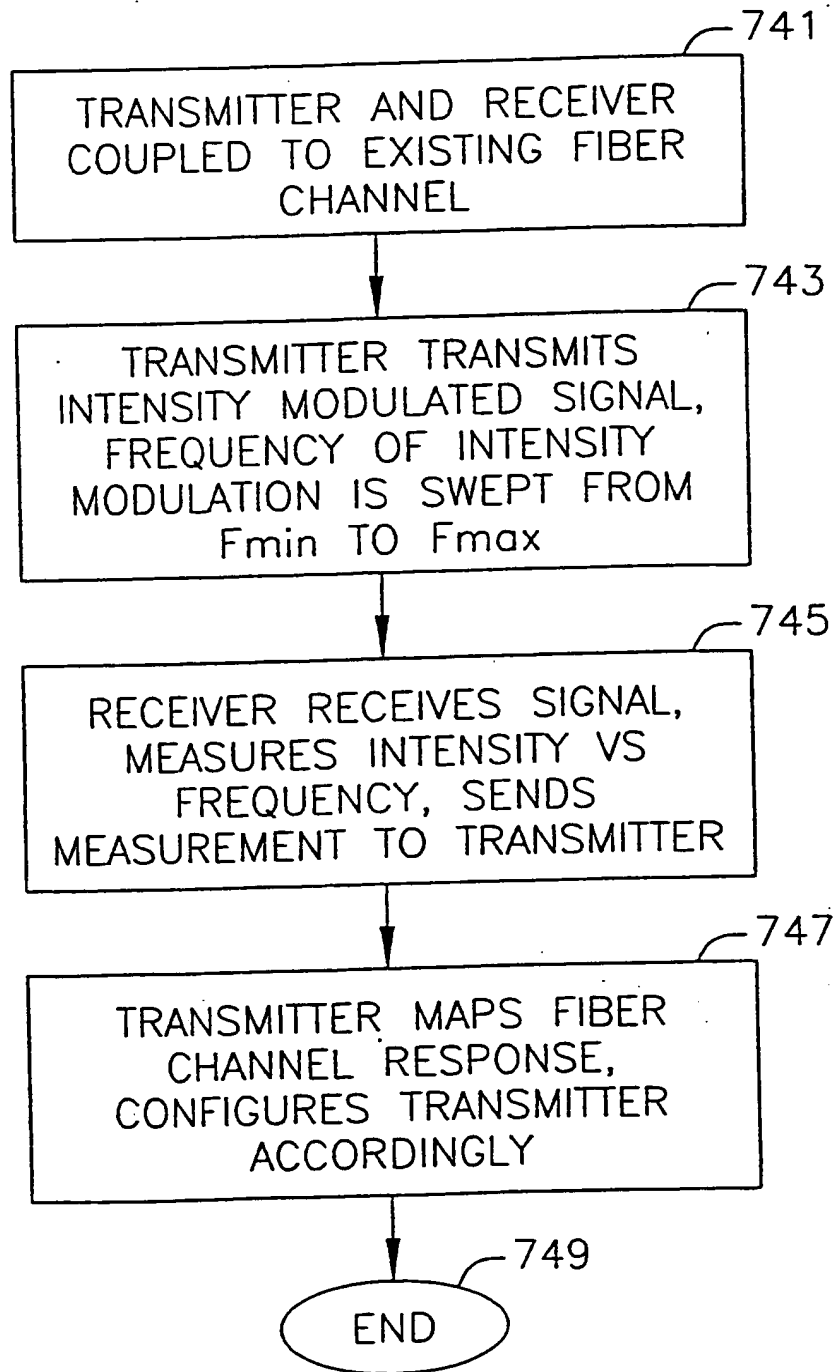 741
TRANSMITTER AND RECEIVER
COUPLED TO EXISTING FIBER
CHANNEL
743
TRANSMITTER TRANSMITS
INTENSITY MODULATED SIGNAL,
FREQUENCY OF INTENSITY
MODULATION IS SWEPT FROM
Fmin TO Fmax
745
RECEIVER RECEIVES SIGNAL,
MEASURES INTENSITY VS
FREQUENCY, SENDS
MEASUREMENT TO TRANSMITTER
747
TRANSMITTER MAPS FIBER
CHANNEL RESPONSE,
CONFIGURES TRANSMITTER
ACCORDINGLY
749
END